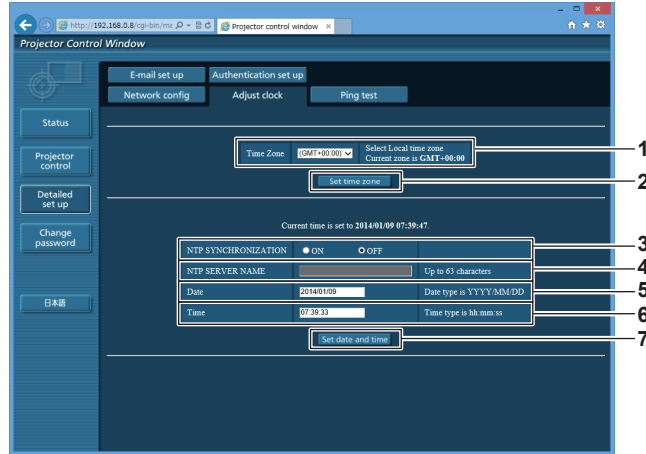 http://192.168.0.8/cgi-bin/me
Projector control window
Projector Control Window
E-mail set up
Authentication set up
Network config
Adjust clock
Ping test
Status
Projector
control
Detailed
set up
Change
password
日本語
Time Zone
(GMT+00:00)
Select Local time zone
Current zone is GMT+00:00
1
Set time zone
2
Current time is set to 2014/01/09 07:39:47.
NTP SYNCHRONIZATION
ON
OFF
3
NTP SERVER NAME
Up to 63 characters
4
Date
2014/01/09
Date type is YYYY/MM/DD
5
Time
07:39:33
Time type is hh:mm:ss
6
Set date and time
7